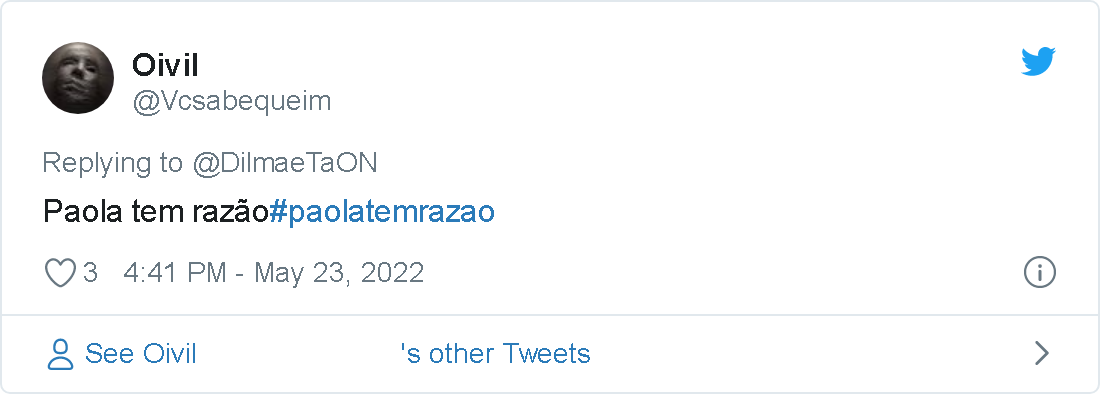 Oivil
@Vcsabequeim
Replying to @DilmaeTaON
Paola tem razão#paolatemrazao
3 4:41 PM - May 23, 2022
See Oivil 's other Tweets